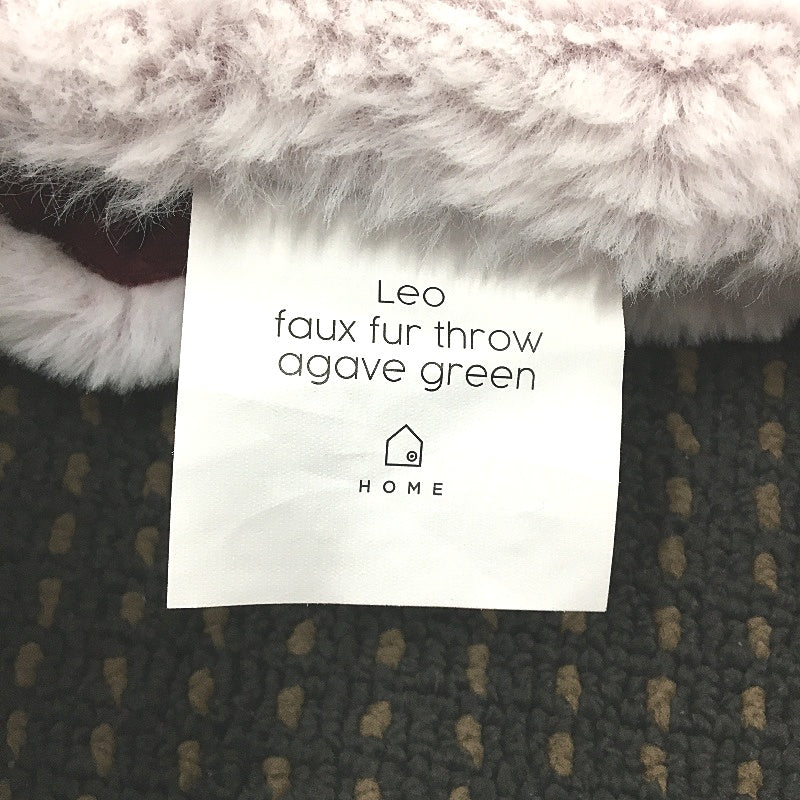 Leo
faux fur throw
agave green
HOME